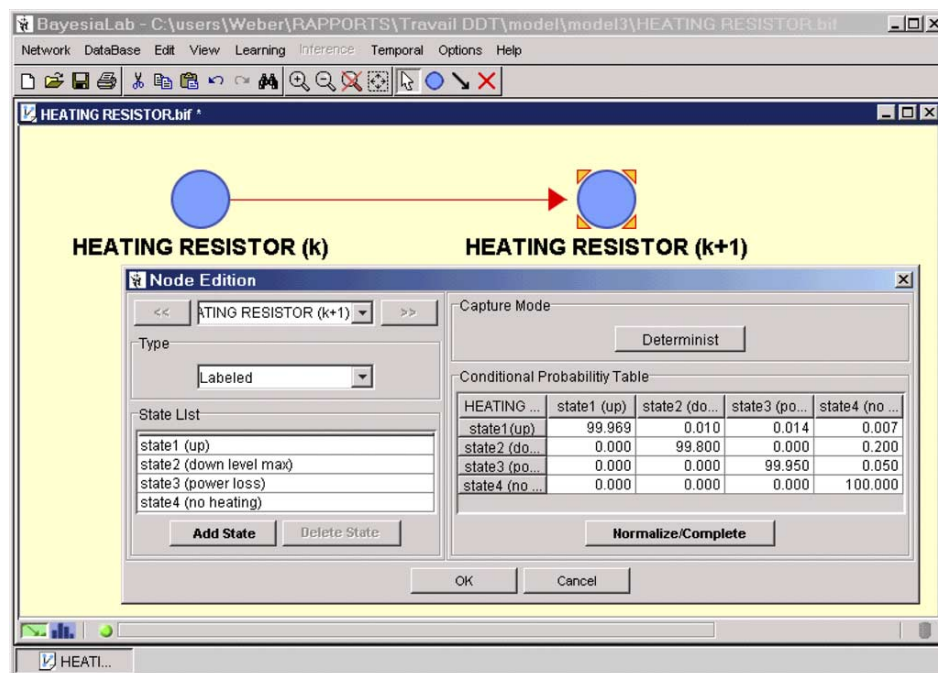 BayesiaLab - C:\users\Weber\RAPPORTS\Travail DDT\model\model3\HEATING RESISTOR.bif
Network DataBase Edit View Learning Inference Temporal Options Help
HEATING RESISTOR.bif *
HEATING RESISTOR (k) HEATING RESISTOR (k+1)
Node Edition
<< ATING RESISTOR (k+1) >>
Type
Labeled
State LIst
state1 (up)
state2 (down level max)
state3 (power loss)
state4 (no heating)
Add State Delete State
Capture Mode
Determinist
Conditional Probabilitiy Table
HEATING ... state1 (up) state2 (do... state3 (po... state4 (no ...
state1(up) 99.969 0.010 0.014 0.007
state2 (do... 0.000 99.800 0.000 0.200
state3 (po... 0.000 0.000 99.950 0.050
state4 (no ... 0.000 0.000 0.000 100.000
Normalize/Complete
OK Cancel
HEATI...